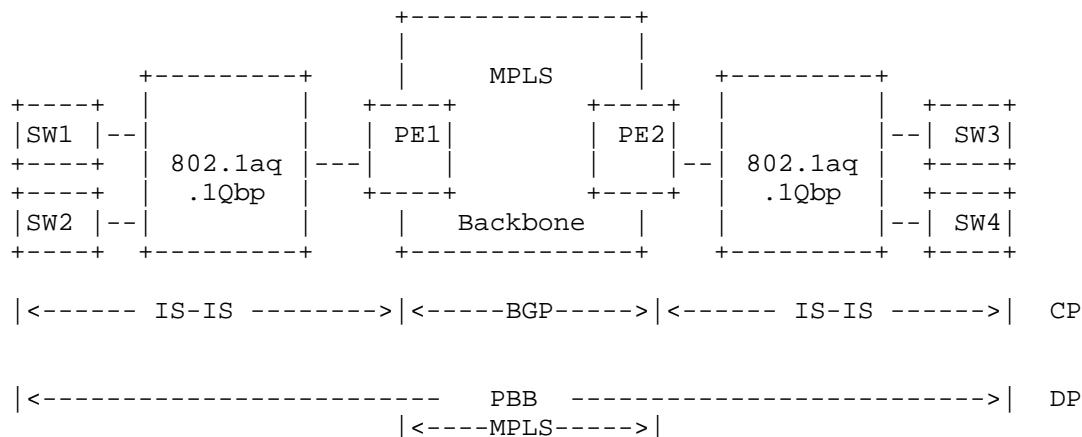 MPLS
SW1 PE1 PE2 SW3
802.1aq 802.1aq
.1Qbp .1Qbp
SW2 Backbone SW4
|<------ IS-IS -------->|<-----BGP----->|<------ IS-IS ------>| CP
|<------------------------ PBB --------------------------->| DP
|<----MPLS----->|